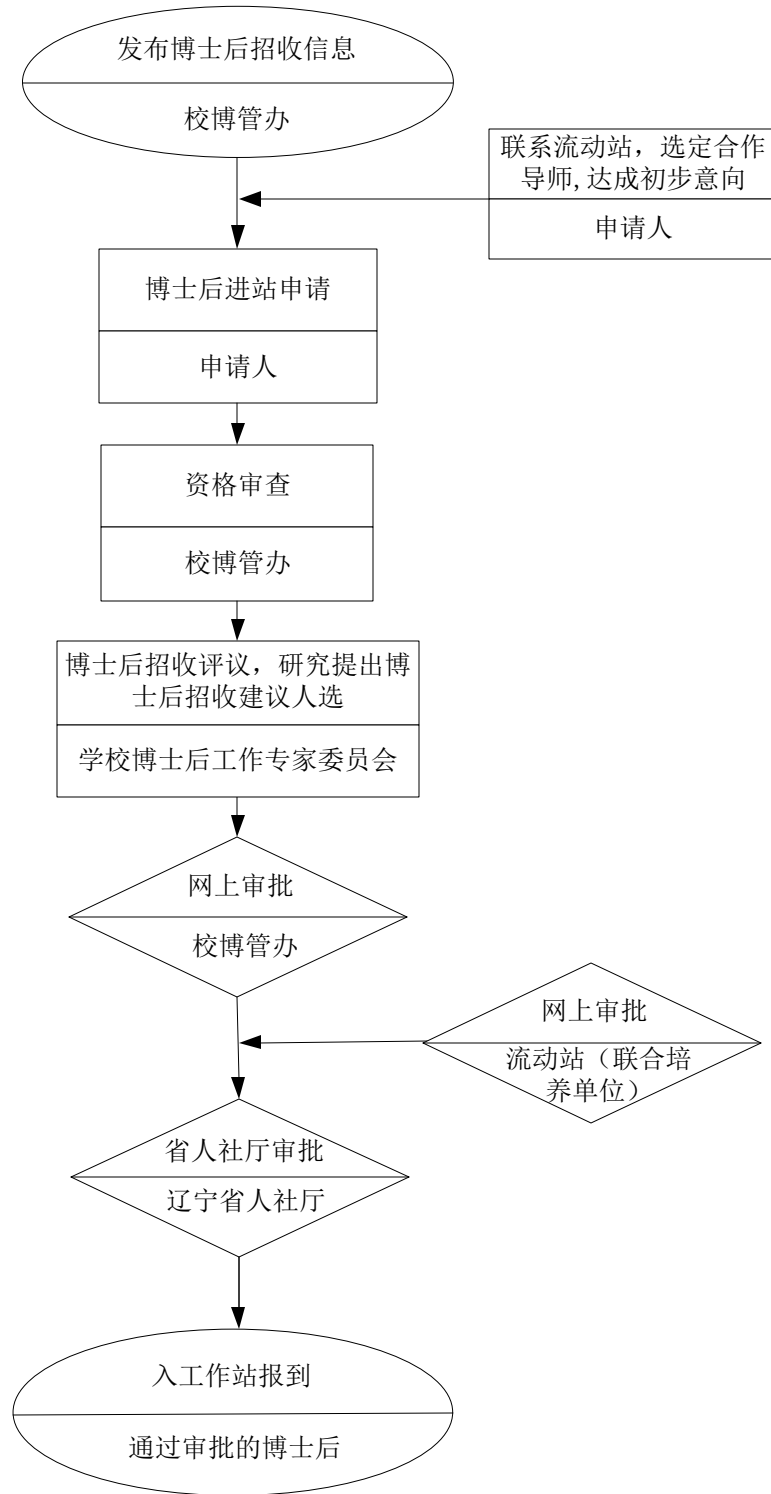 发布博士后招收信息
校博管办
联系流动站，选定合作
导师,达成初步意向
申请人
博士后进站申请
申请人
资格审查
校博管办
博士后招收评议，研究提出博
士后招收建议人选
学校博士后工作专家委员会
网上审批
校博管办
网上审批
流动站（联合培
养单位）
省人社厅审批
辽宁省人社厅
入工作站报到
通过审批的博士后